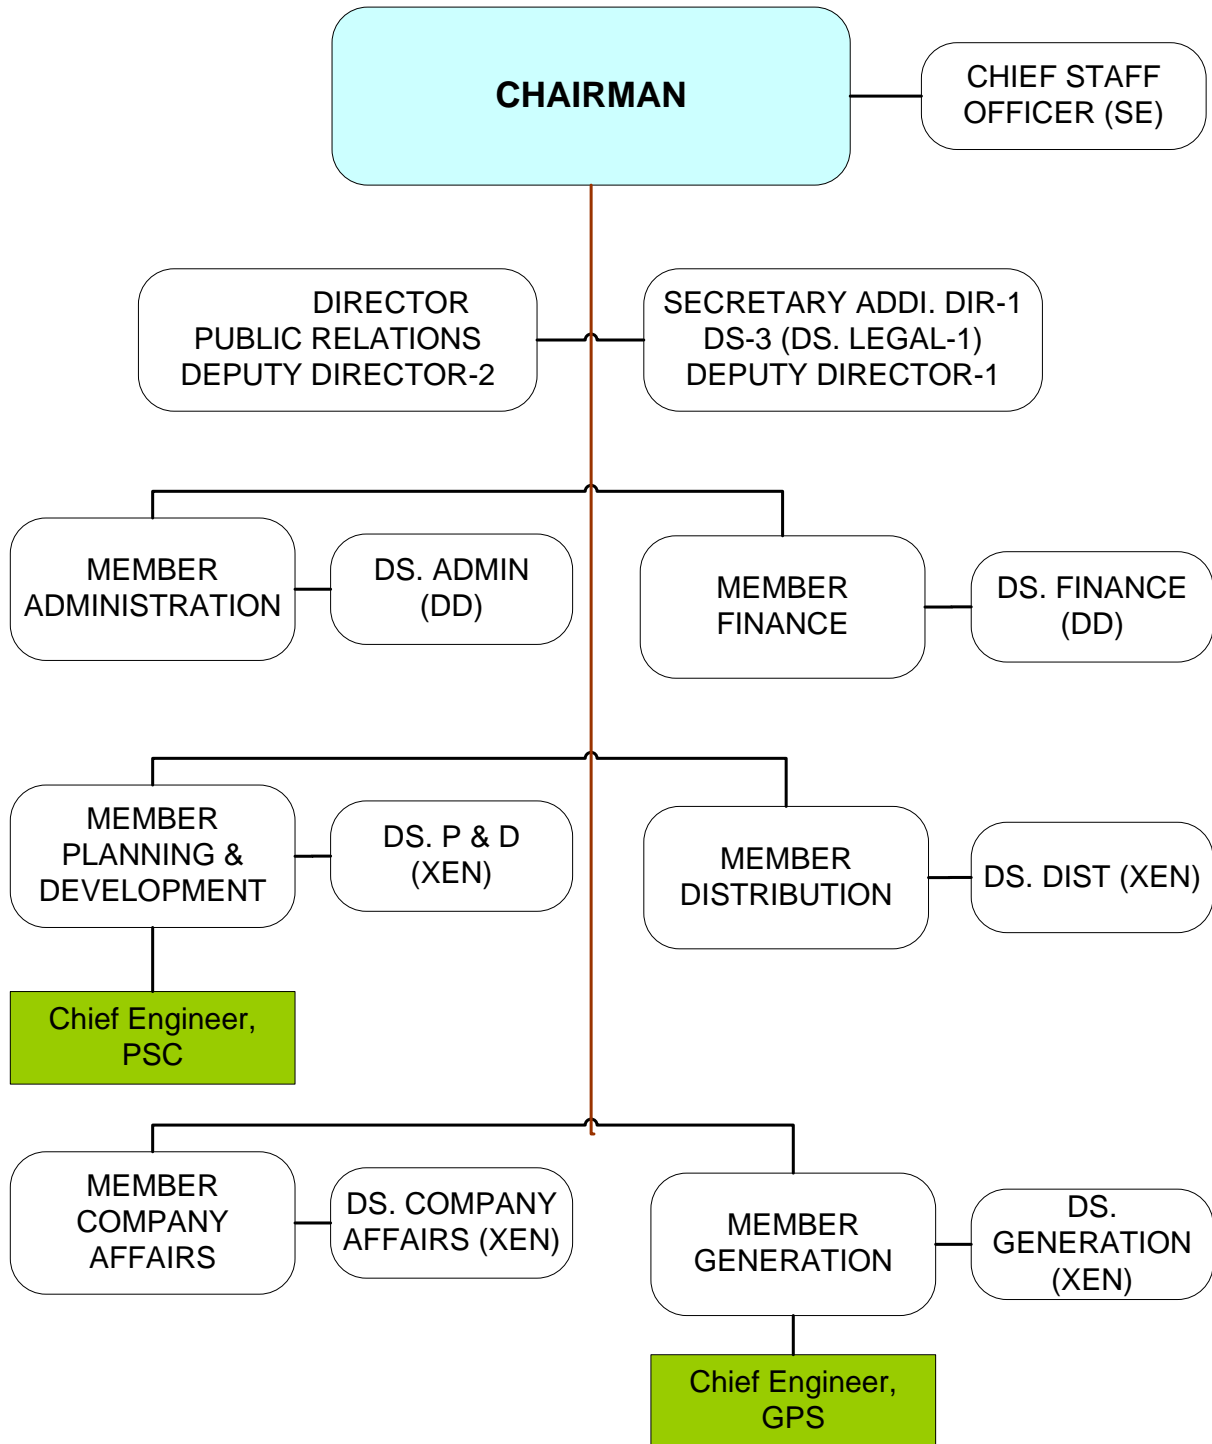 CHAIRMAN
CHIEF STAFF
OFFICER (SE)
DIRECTOR
PUBLIC RELATIONS
DEPUTY DIRECTOR-2
SECRETARY ADDI. DIR-1
DS-3 (DS. LEGAL-1)
DEPUTY DIRECTOR-1
MEMBER
ADMINISTRATION
DS. ADMIN
(DD)
MEMBER
FINANCE
DS. FINANCE
(DD)
MEMBER
PLANNING &
DEVELOPMENT
DS. P & D
(XEN)
MEMBER
DISTRIBUTION
DS. DIST (XEN)
Chief Engineer,
PSC
MEMBER
COMPANY
AFFAIRS
DS. COMPANY
AFFAIRS (XEN)
MEMBER
GENERATION
DS.
GENERATION
(XEN)
Chief Engineer,
GPS